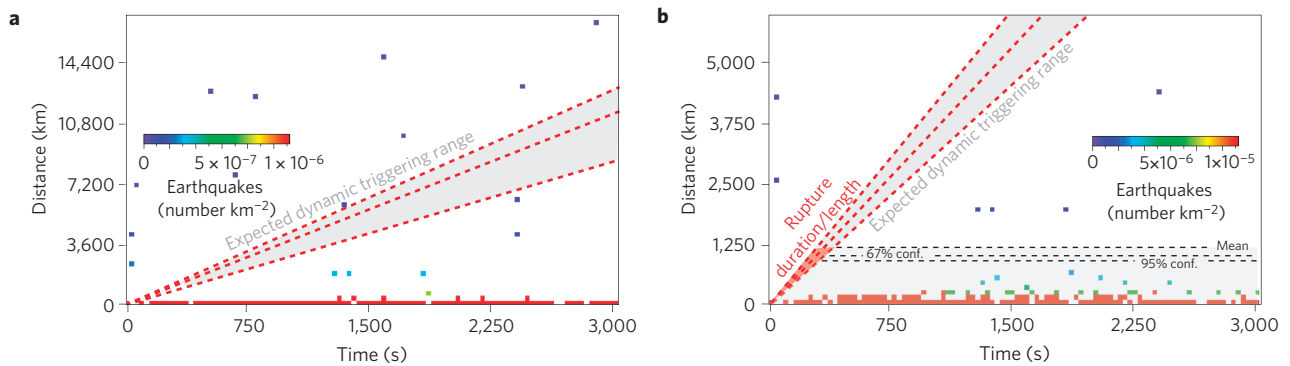 a
14,400
10,800
7,200
3,600
0
Distance (km)
0
750
1,500
2,250
3,000
Time (s)
0
5×10⁻⁷
1×10⁻⁶
Earthquakes
(number km⁻²)
Expected dynamic triggering range
b
5,000
3,750
2,500
1,250
0
Distance (km)
0
750
1,500
2,250
3,000
Time (s)
Rupture
duration/length
Expected dynamic triggering range
0
5×10⁻⁶
1×10⁻⁵
Earthquakes
(number km⁻²)
Mean
67% conf.
95% conf.